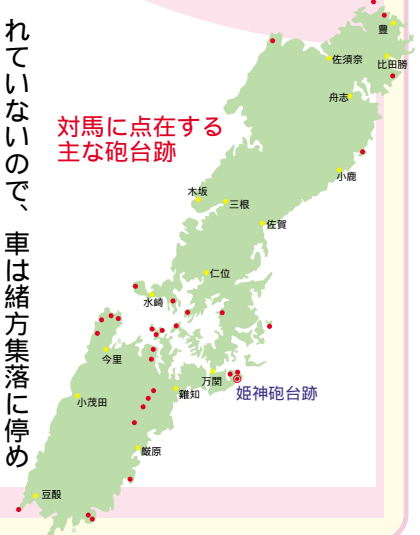 れていないので、車は緒方集落に停め
対馬に点在する
主な砲台跡
豊
佐須奈
比田勝
舟志
小鹿
木坂
三根
佐賀
仁位
水崎
今里
万関
姫神砲台跡
小茂田
雞知
厳原
豆酘